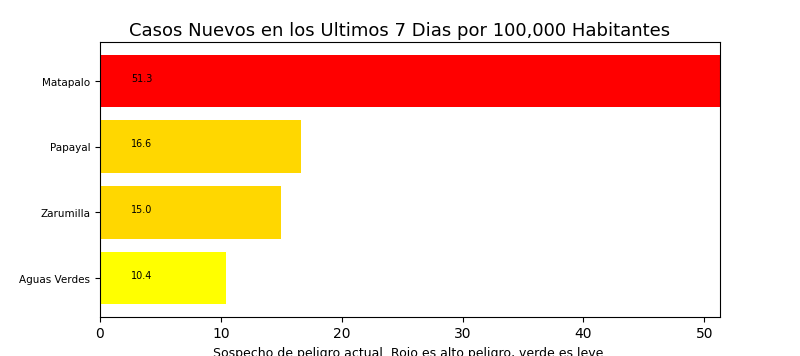 Casos Nuevos en los Ultimos 7 Dias por 100,000 Habitantes
Matapalo 51.3
Papayal 16.6
Zarumilla 15.0
Aguas Verdes 10.4
0 10 20 30 40 50
Sospecho de peligro actual. Rojo es alto peligro, verde es leve